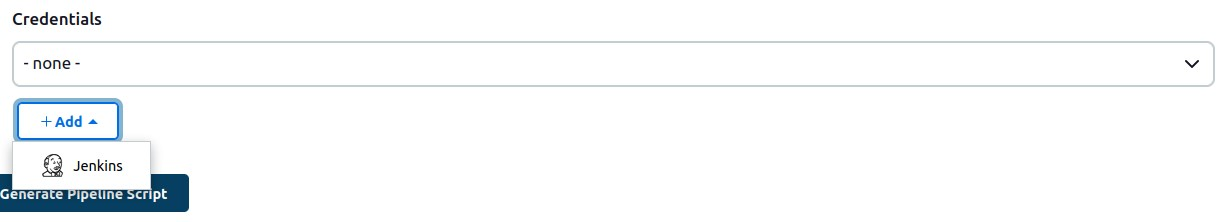 Credentials
- none -
+ Add
Jenkins
Generate Pipeline Script